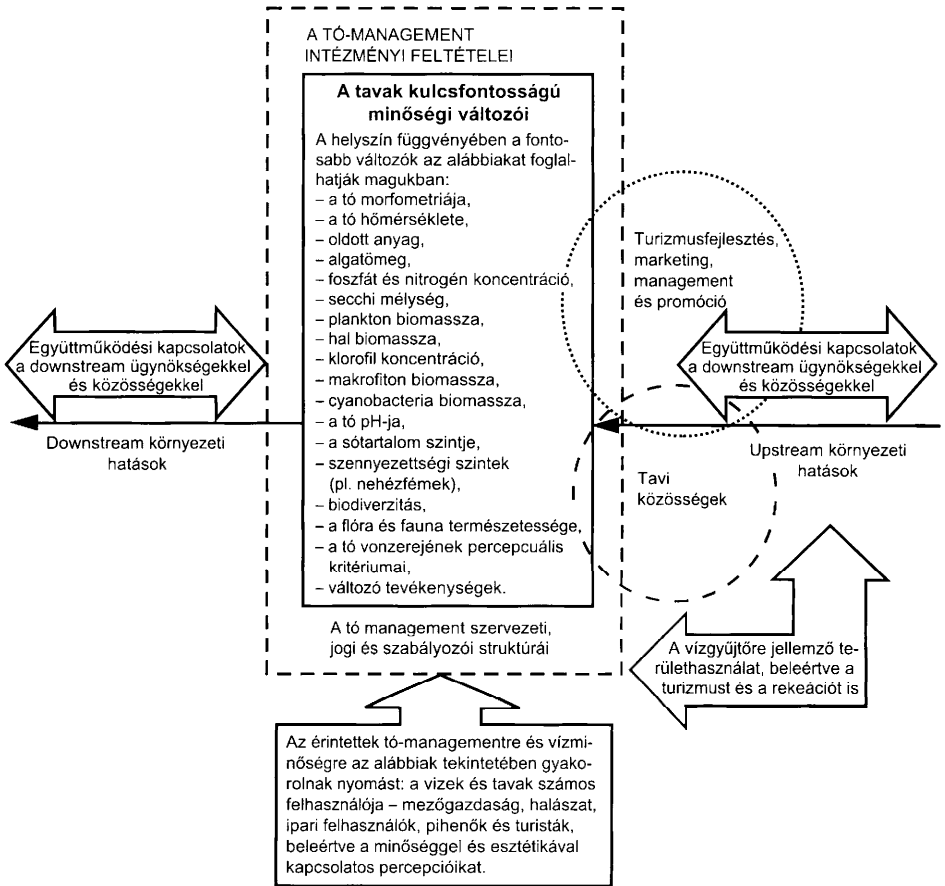 A TÓ-MANAGEMENT
INTÉZMÉNYI FELTÉTELEI
A tavak kulcsfontosságú
minőségi változói
A helyszín függvényében a fonto-
sabb változók az alábbiakat foglal-
hatják magukban:
– a tó morfometriája,
– a tó hőmérséklete,
– oldott anyag,
– algatömeg,
– foszfát és nitrogén koncentráció,
– secchi mélység,
– plankton biomassza,
– hal biomassza,
– klorofil koncentráció,
– makrofiton biomassza,
– cyanobacteria biomassza,
– a tó pH-ja,
– a sótartalom szintje,
– szennyezettségi szintek
(pl. nehézfémek),
– biodiverzitás,
– a flóra és fauna természetessége,
– a tó vonzerejének percepcuális
kritériumai,
– változó tevékenységek.
A tó management szervezeti,
jogi és szabályozói struktúrái
Együttműködési kapcsolatok
a downstream ügynökségekkel
és közösségekkel
Downstream környezeti
hatások
Turizmusfejlesztés,
marketing,
management
és promóció
Együttműködési kapcsolatok
a downstream ügynökségekkel
és közösségekkel
Upstream környezeti
hatások
Tavi
közösségek
A vízgyűjtőre jellemző te-
rülethasználat, beleértve a
turizmust és a rekeációt is
Az érintettek tó-managementre és vízmi-
nőségre az alábbiak tekintetében gyako-
rolnak nyomást: a vizek és tavak számos
felhasználója – mezőgazdaság, halászat,
ipari felhasználók, pihenők és turisták,
beleértve a minőséggel és esztétikával
kapcsolatos percepcióikat.